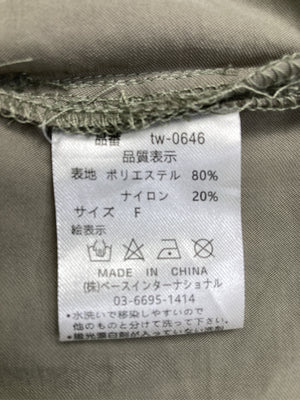 品番 tw-0646
品質表示
表地 ポリエステル 80%
ナイロン 20%
サイズ F
絵表示
MADE IN CHINA
(株)ベースインターナショナル
03-6695-1414
•水洗いで移染しやすいので
他のものと分けて洗って下さい。